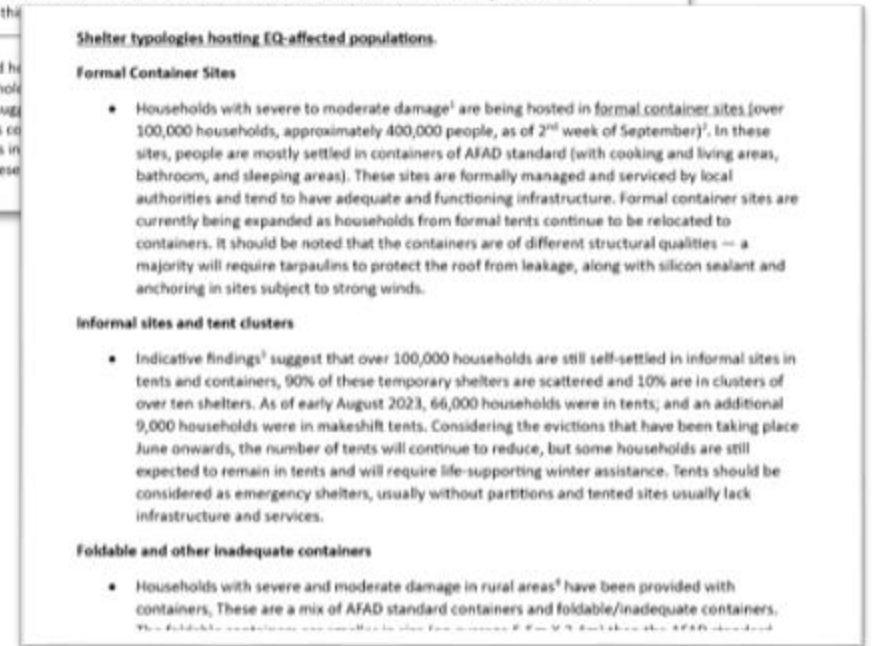 the
Shelter typologies hosting EQ-affected populations.
Formal Container Sites
• Households with severe to moderate damage¹ are being hosted in formal container sites (over
100,000 households, approximately 400,000 people, as of 2nd week of September)². In these
sites, people are mostly settled in containers of AFAD standard (with cooking and living areas,
bathroom, and sleeping areas). These sites are formally managed and serviced by local
authorities and tend to have adequate and functioning infrastructure. Formal container sites are
currently being expanded as households from formal tents continue to be relocated to
containers. It should be noted that the containers are of different structural qualities — a
majority will require tarpaulins to protect the roof from leakage, along with silicon sealant and
anchoring in sites subject to strong winds.
Informal sites and tent clusters
• Indicative findings³ suggest that over 100,000 households are still self-settled in informal sites in
tents and containers, 90% of these temporary shelters are scattered and 10% are in clusters of
over ten shelters. As of early August 2023, 66,000 households were in tents; and an additional
9,000 households were in makeshift tents. Considering the evictions that have been taking place
June onwards, the number of tents will continue to reduce, but some households are still
expected to remain in tents and will require life-supporting winter assistance. Tents should be
considered as emergency shelters, usually without partitions and tented sites usually lack
infrastructure and services.
Foldable and other inadequate containers
• Households with severe and moderate damage in rural areas⁴ have been provided with
containers, These are a mix of AFAD standard containers and foldable/inadequate containers.